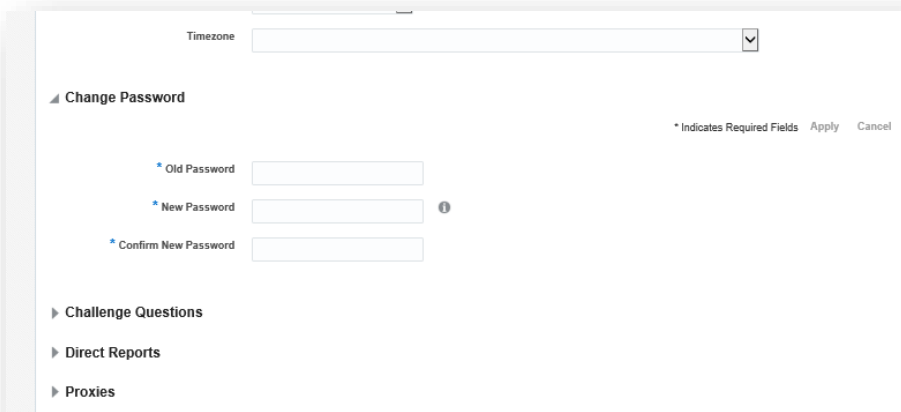 Timezone
Change Password
* Indicates Required Fields Apply Cancel
* Old Password
* New Password
* Confirm New Password
Challenge Questions
Direct Reports
Proxies